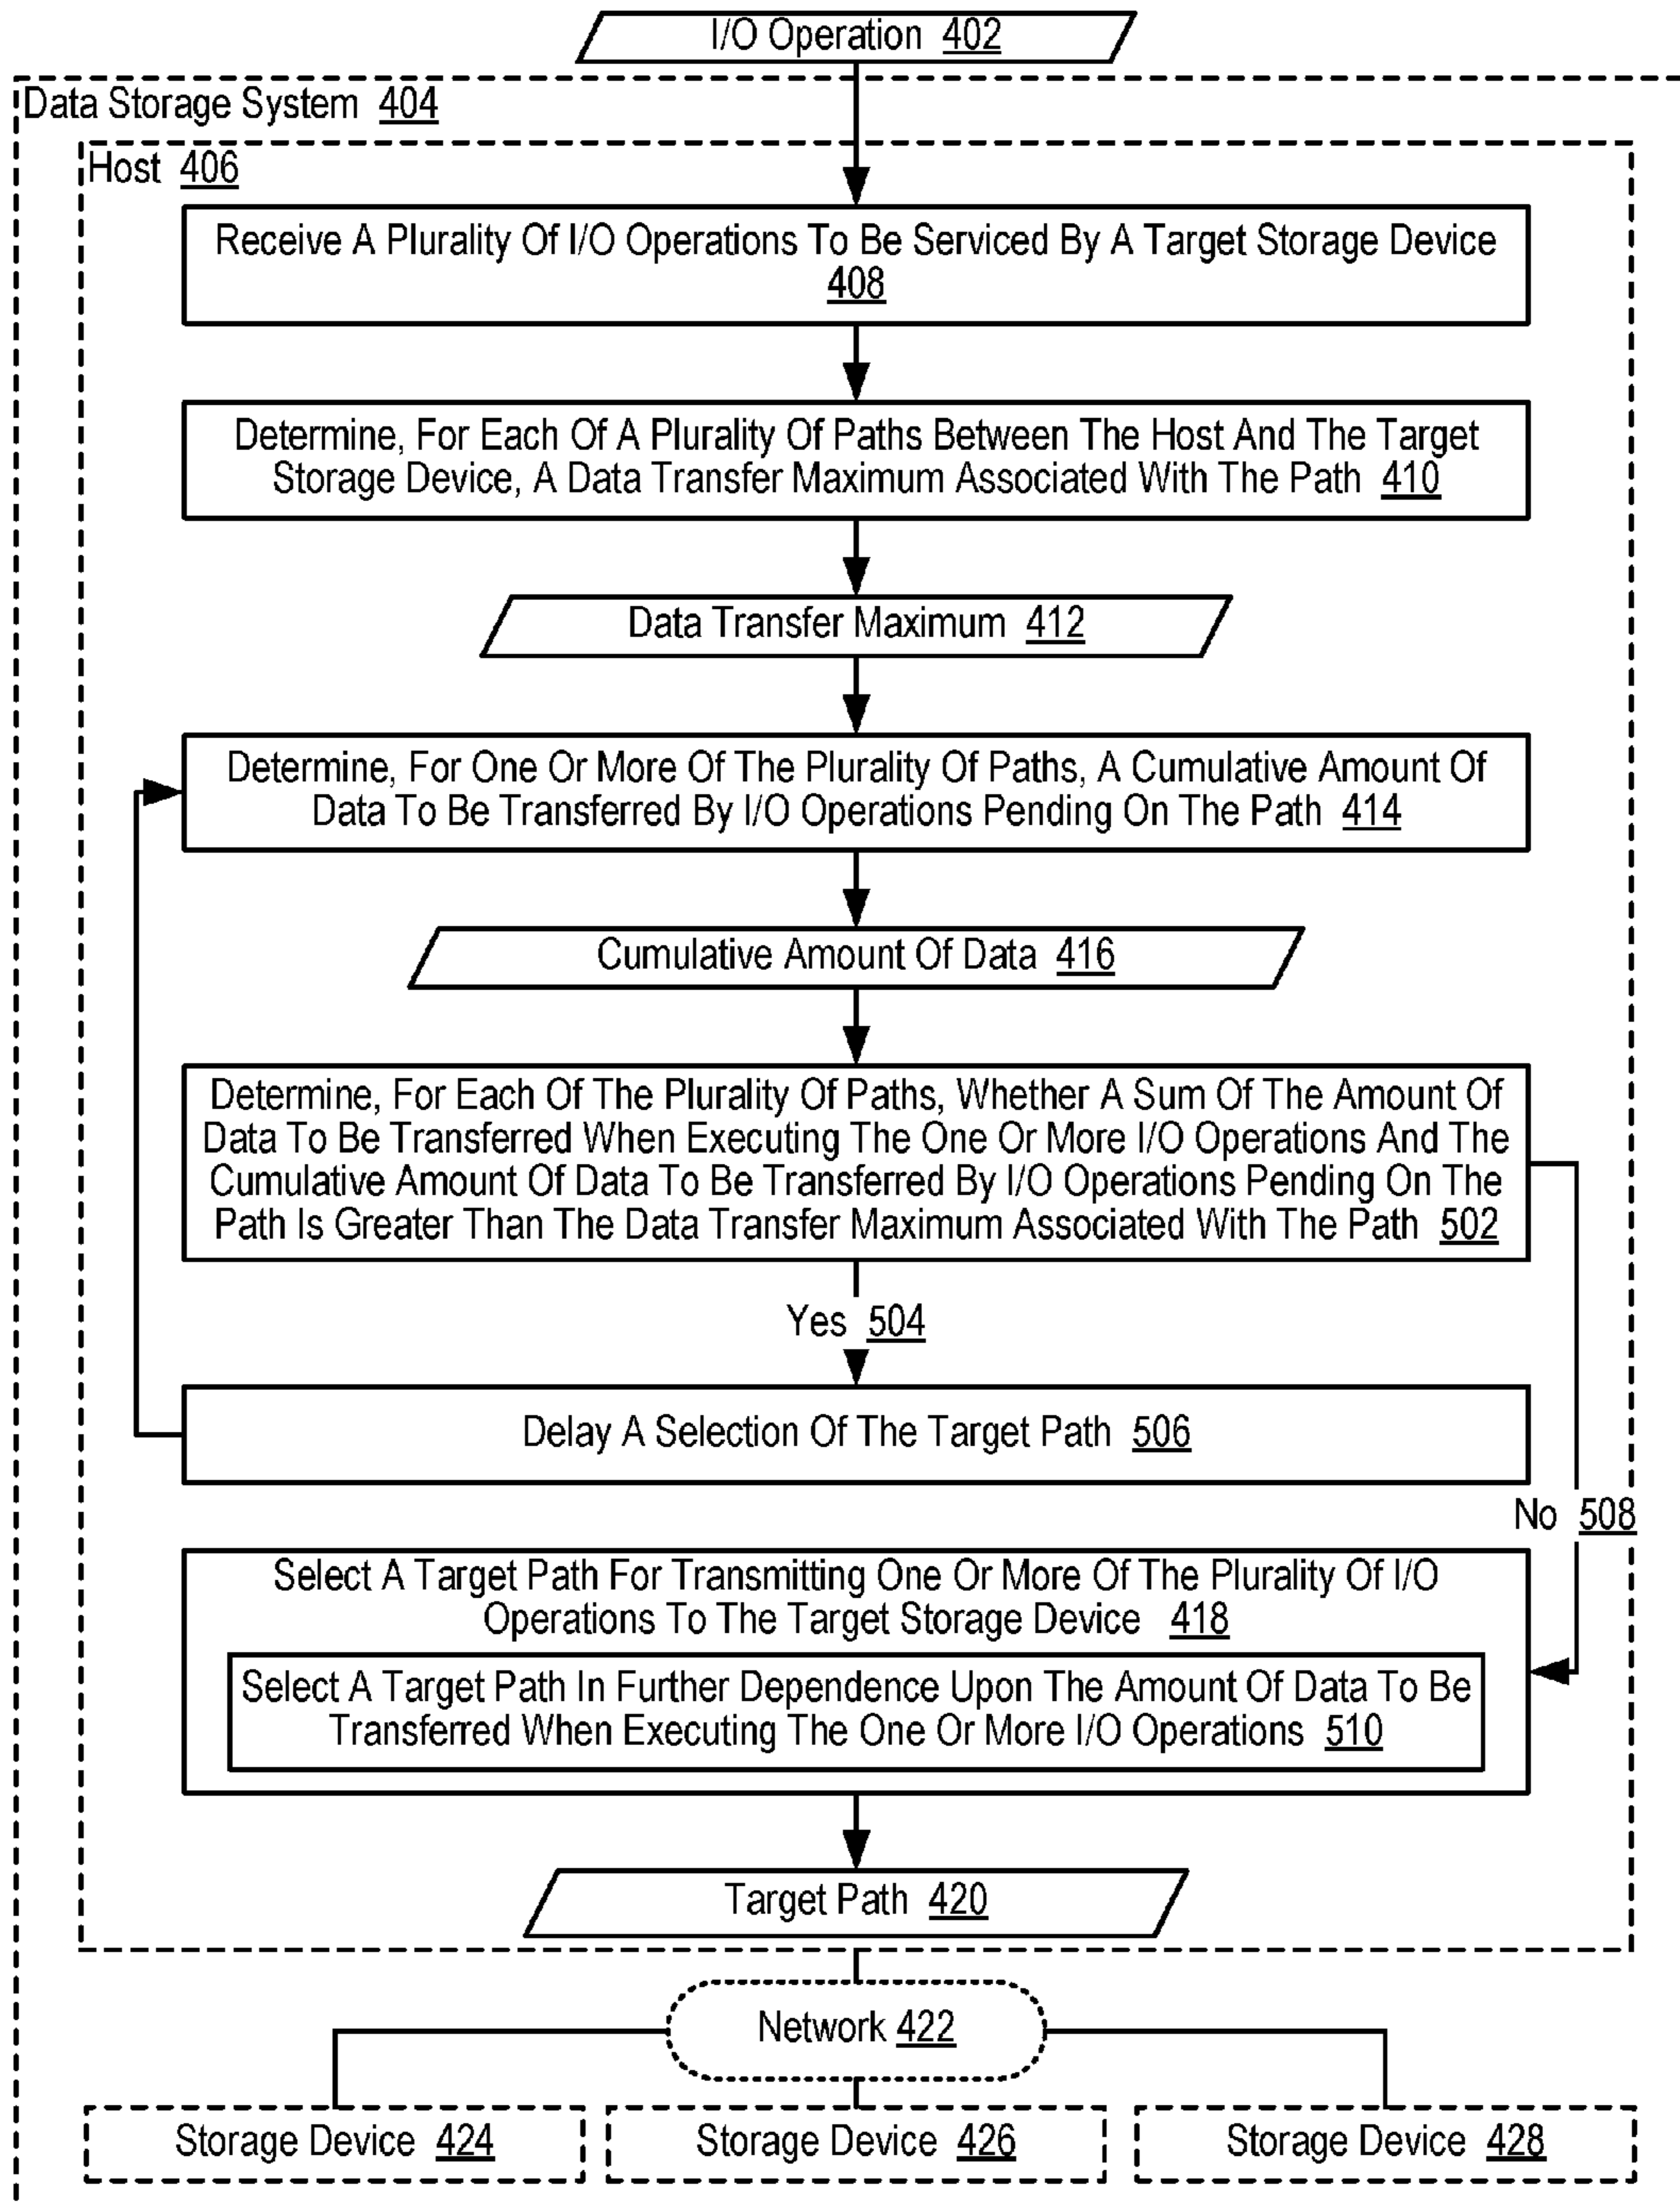 I/O Operation 402
Data Storage System 404
Host 406
Receive A Plurality Of I/O Operations To Be Serviced By A Target Storage Device
408
Determine, For Each Of A Plurality Of Paths Between The Host And The Target
Storage Device, A Data Transfer Maximum Associated With The Path 410
Data Transfer Maximum 412
Determine, For One Or More Of The Plurality Of Paths, A Cumulative Amount Of
Data To Be Transferred By I/O Operations Pending On The Path 414
Cumulative Amount Of Data 416
Determine, For Each Of The Plurality Of Paths, Whether A Sum Of The Amount Of
Data To Be Transferred When Executing The One Or More I/O Operations And The
Cumulative Amount Of Data To Be Transferred By I/O Operations Pending On The
Path Is Greater Than The Data Transfer Maximum Associated With The Path 502
Yes 504
Delay A Selection Of The Target Path 506
No 508
Select A Target Path For Transmitting One Or More Of The Plurality Of I/O
Operations To The Target Storage Device 418
Select A Target Path In Further Dependence Upon The Amount Of Data To Be
Transferred When Executing The One Or More I/O Operations 510
Target Path 420
Network 422
Storage Device 424
Storage Device 426
Storage Device 428